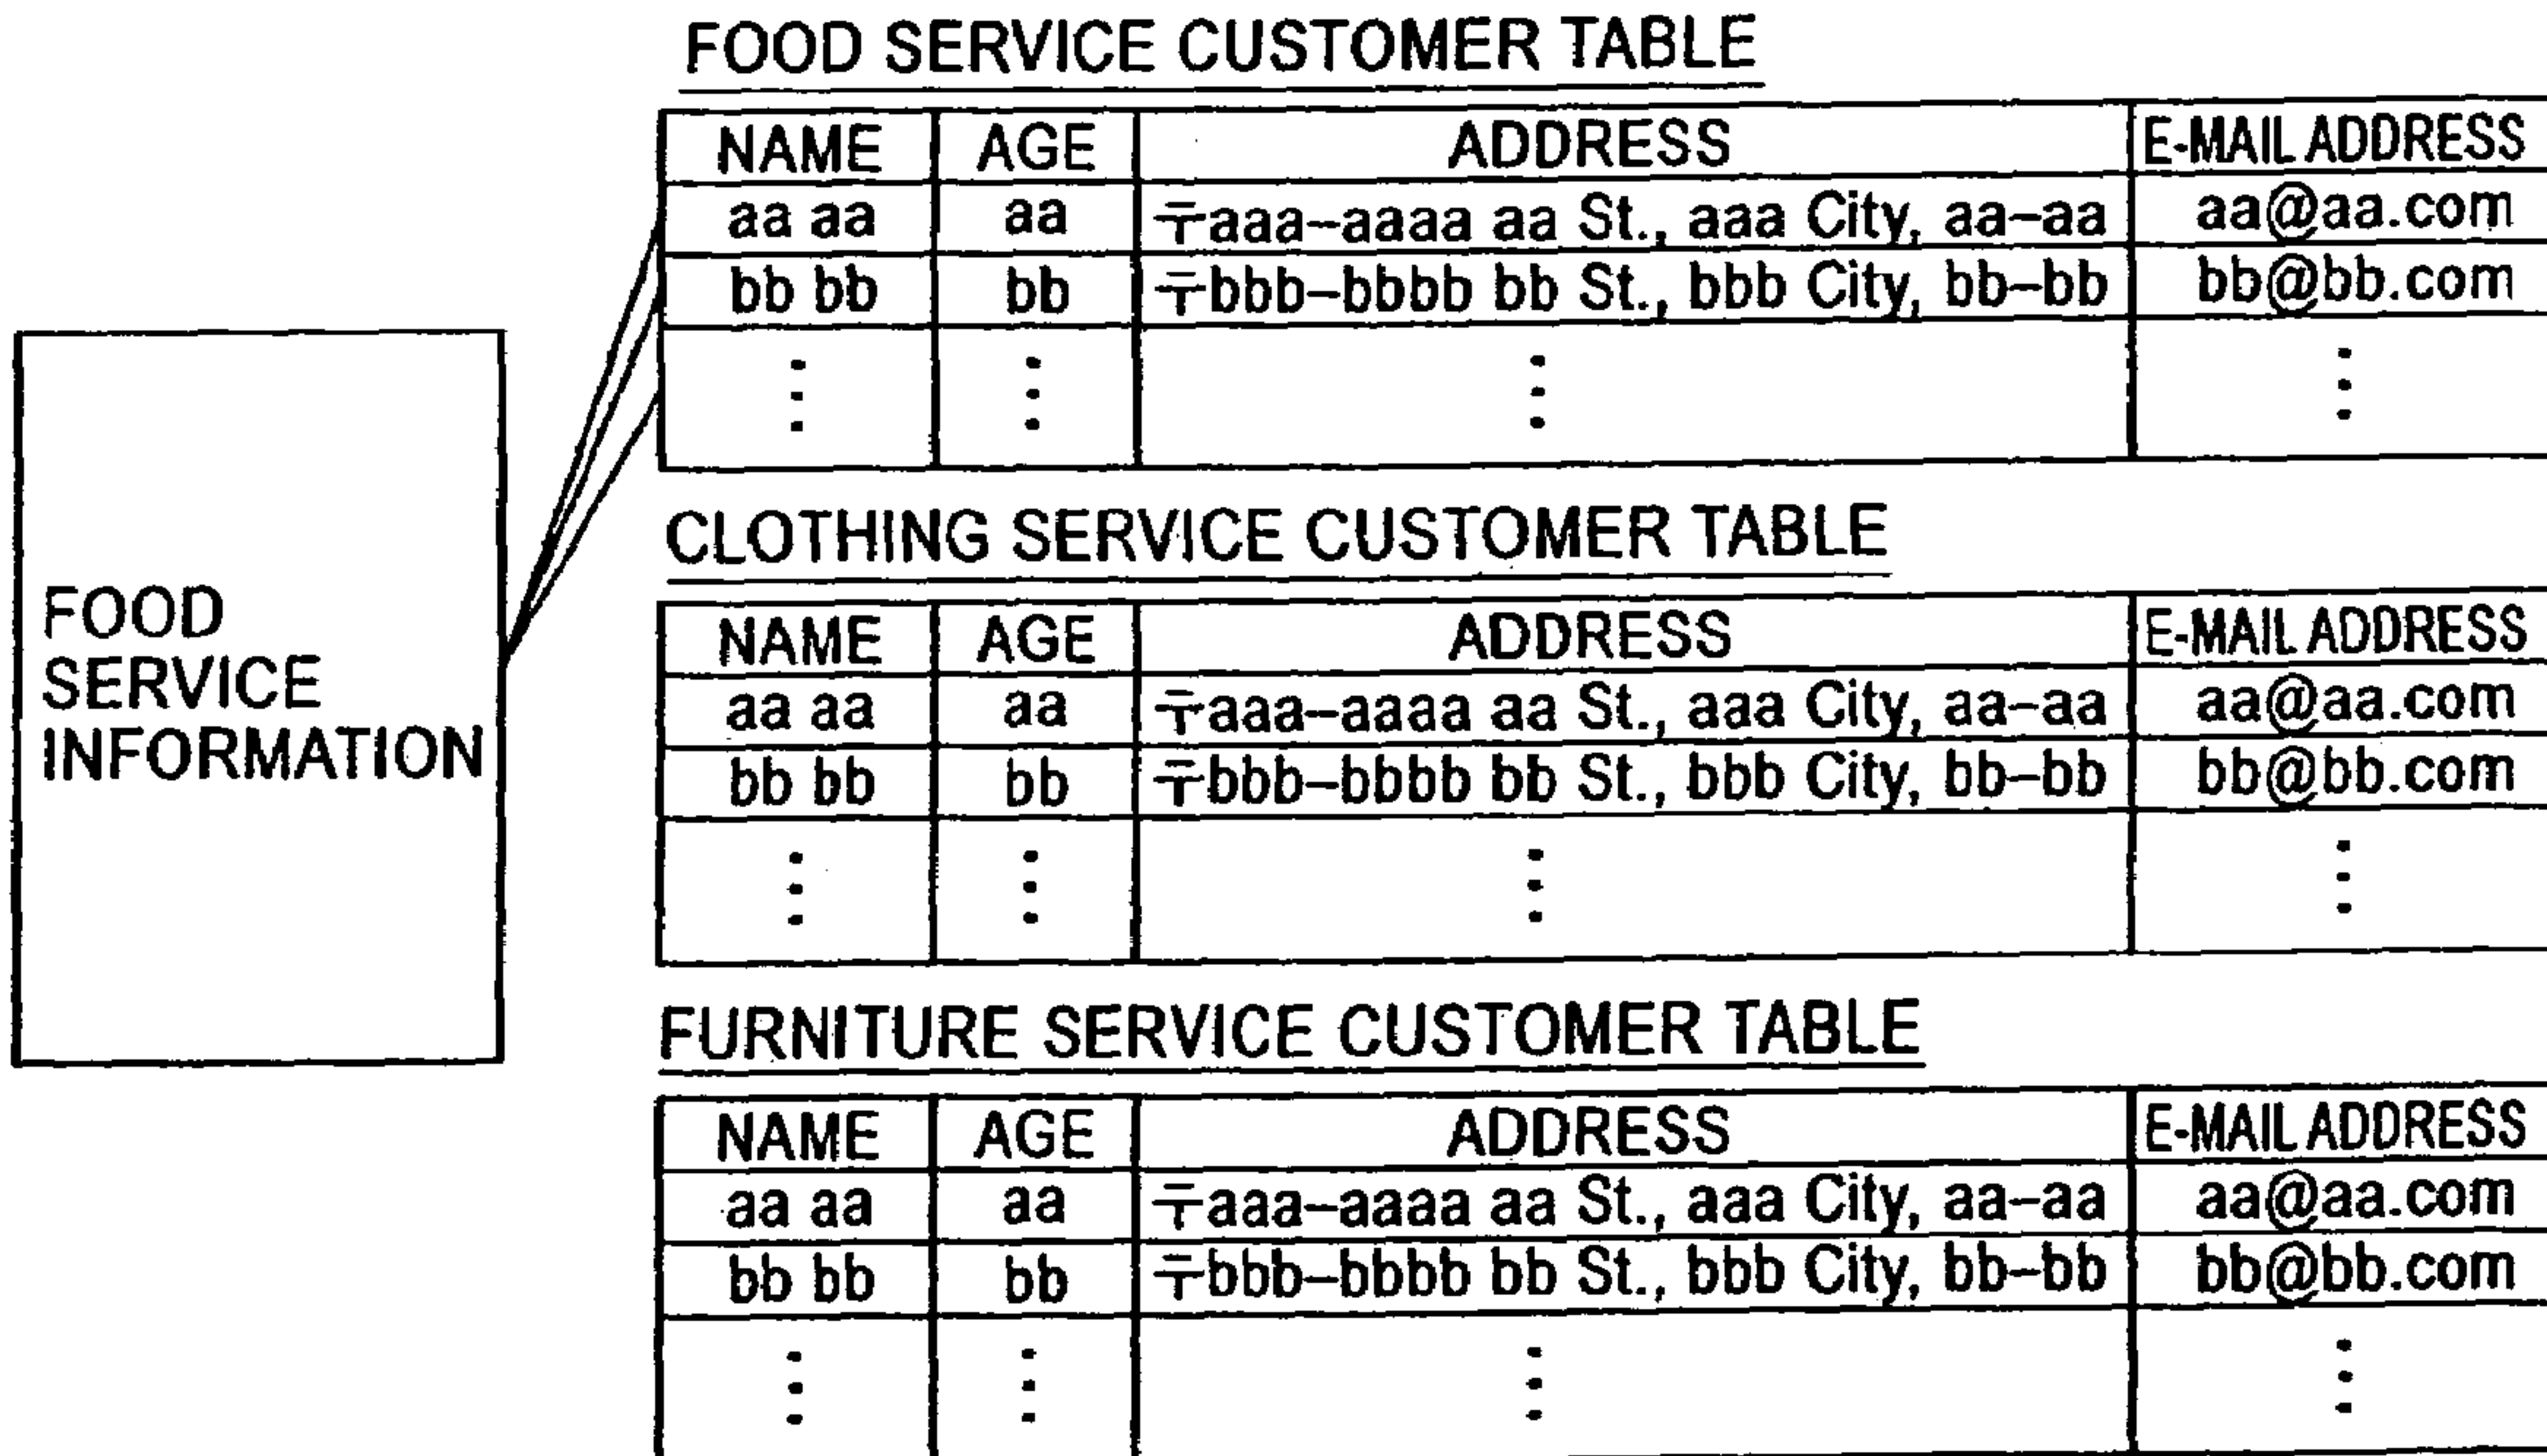 FOOD SERVICE CUSTOMER TABLE
NAME AGE ADDRESS E-MAIL ADDRESS
aa aa aa 〒aaa–aaaa aa St., aaa City, aa–aa aa@aa.com
bb bb bb 〒bbb–bbbb bb St., bbb City, bb–bb bb@bb.com
FOOD
SERVICE
INFORMATION
CLOTHING SERVICE CUSTOMER TABLE
NAME AGE ADDRESS E-MAIL ADDRESS
aa aa aa 〒aaa–aaaa aa St., aaa City, aa–aa aa@aa.com
bb bb bb 〒bbb–bbbb bb St., bbb City, bb–bb bb@bb.com
FURNITURE SERVICE CUSTOMER TABLE
NAME AGE ADDRESS E-MAIL ADDRESS
aa aa aa 〒aaa–aaaa aa St., aaa City, aa–aa aa@aa.com
bb bb bb 〒bbb–bbbb bb St., bbb City, bb–bb bb@bb.com